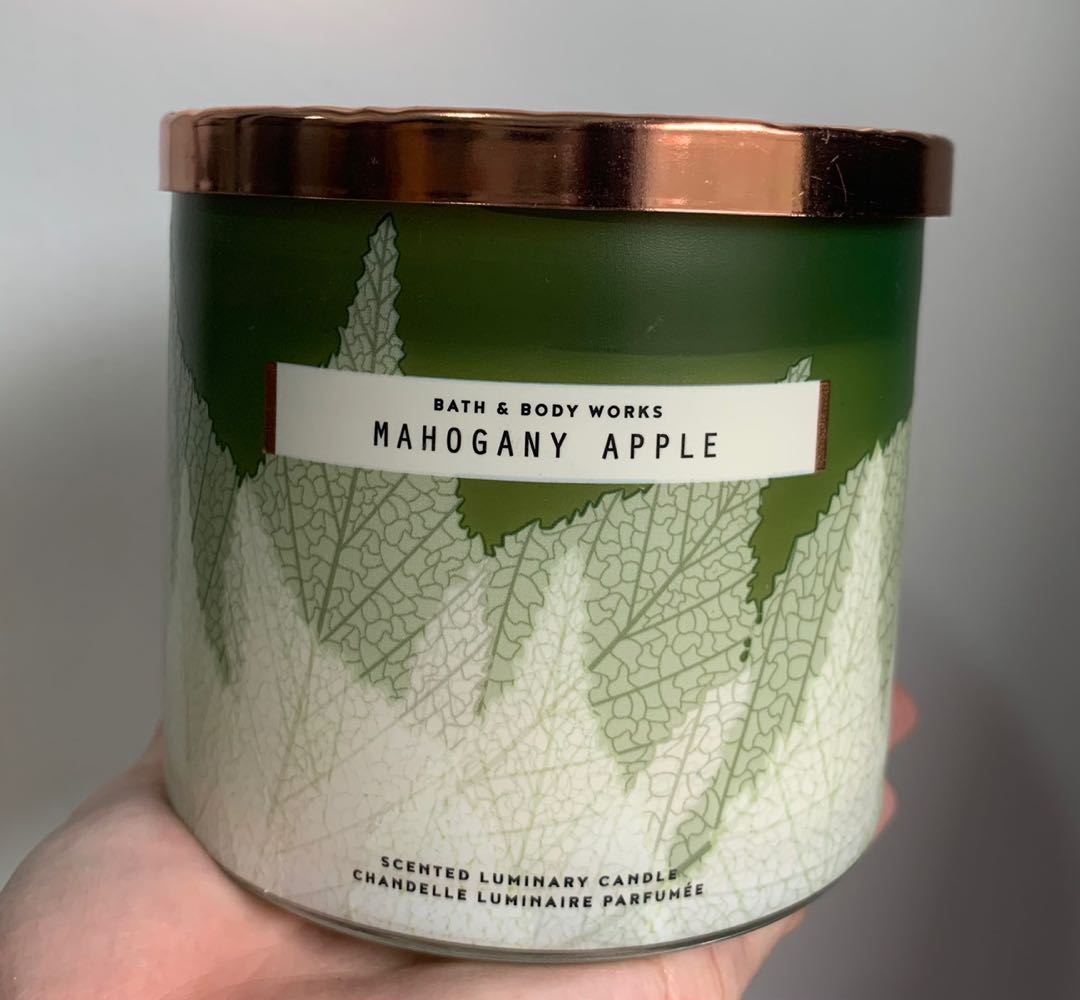 BATH & BODY WORKS
MAHOGANY APPLE
SCENTED LUMINARY CANDLE
CHANDELLE LUMINAIRE PARFUMÉE